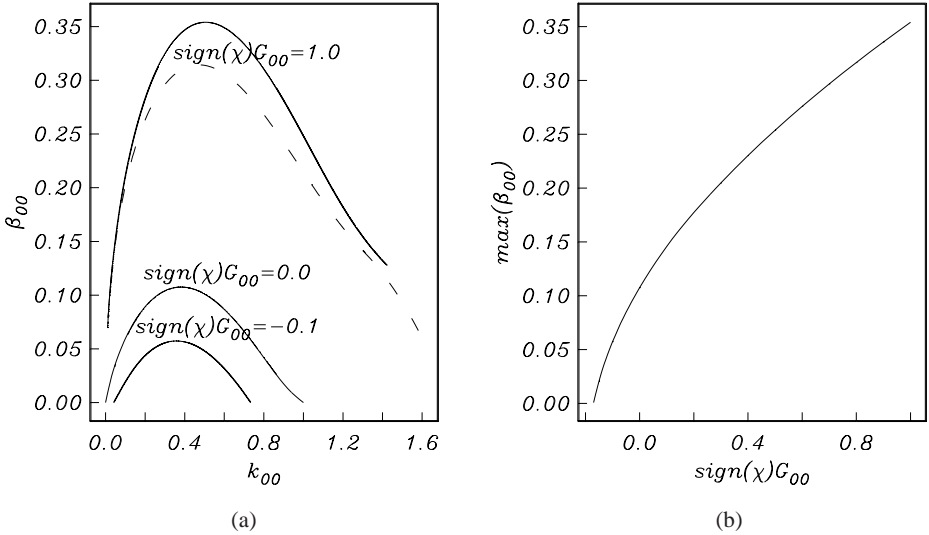 0.35
0.30
0.25
0.20
0.15
0.10
0.05
0.00
β00
sign(χ)G00=1.0
sign(χ)G00=0.0
sign(χ)G00=−0.1
0.0 0.4 0.8 1.2 1.6
k00
(a)
0.35
0.30
0.25
0.20
0.15
0.10
0.05
0.00
max(β00)
0.0 0.4 0.8
sign(χ)G00
(b)